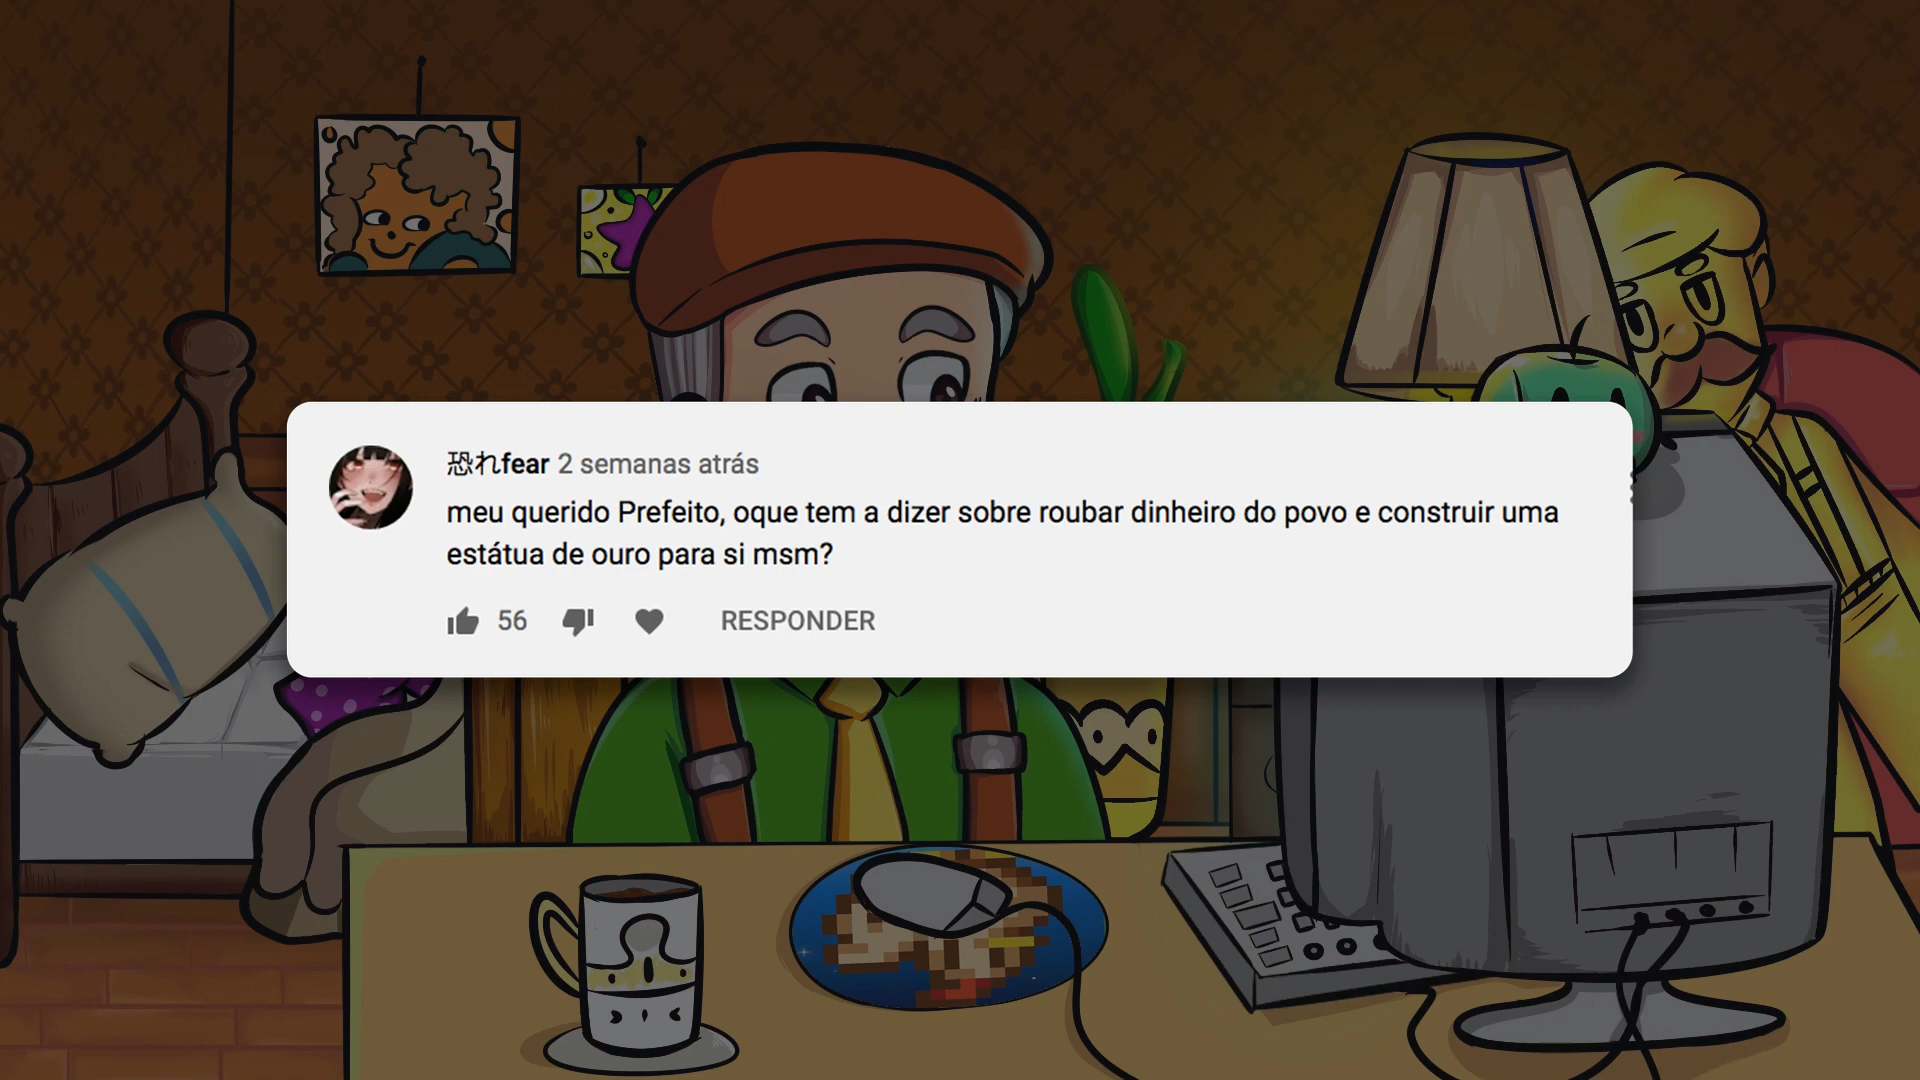 恐れfear 2 semanas atrás
meu querido Prefeito, oque tem a dizer sobre roubar dinheiro do povo e construir uma
estátua de ouro para si msm?
56 RESPONDER